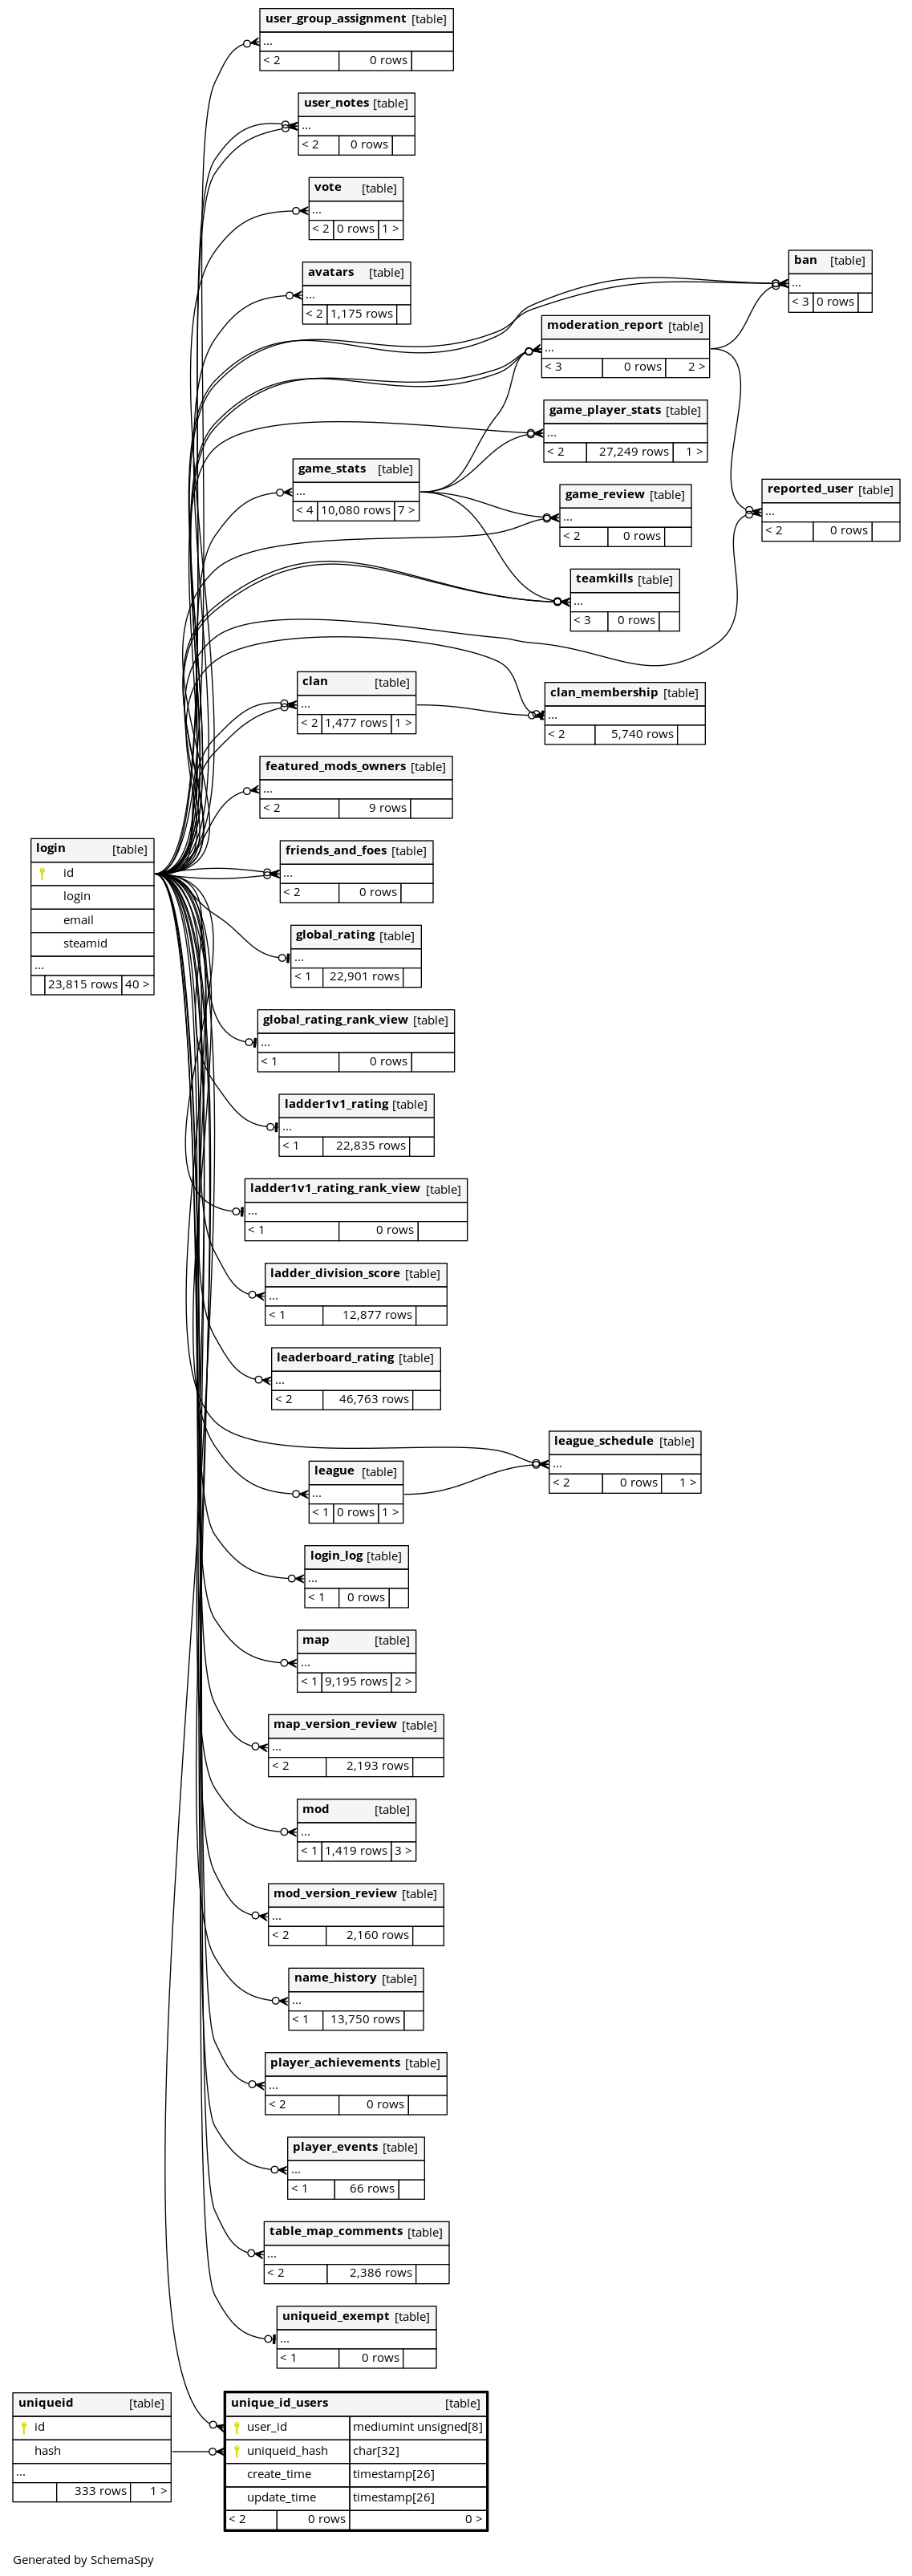 user_group_assignment [table]
...
< 2 0 rows
user_notes [table]
...
< 2 0 rows
vote [table]
...
< 2 0 rows 1 >
avatars [table]
...
< 2 1,175 rows
ban [table]
...
< 3 0 rows
moderation_report [table]
...
< 3 0 rows 2 >
game_player_stats [table]
...
< 2 27,249 rows 1 >
game_stats [table]
...
< 4 10,080 rows 7 >
game_review [table]
...
< 2 0 rows
reported_user [table]
...
< 2 0 rows
teamkills [table]
...
< 3 0 rows
clan [table]
...
< 2 1,477 rows 1 >
clan_membership [table]
...
< 2 5,740 rows
featured_mods_owners [table]
...
< 2 9 rows
login [table]
id
login
email
steamid
...
23,815 rows 40 >
friends_and_foes [table]
...
< 2 0 rows
global_rating [table]
...
< 1 22,901 rows
global_rating_rank_view [table]
...
< 1 0 rows
ladder1v1_rating [table]
...
< 1 22,835 rows
ladder1v1_rating_rank_view [table]
...
< 1 0 rows
ladder_division_score [table]
...
< 1 12,877 rows
leaderboard_rating [table]
...
< 2 46,763 rows
league_schedule [table]
...
< 2 0 rows 1 >
league [table]
...
< 1 0 rows 1 >
login_log [table]
...
< 1 0 rows
map [table]
...
< 1 9,195 rows 2 >
map_version_review [table]
...
< 2 2,193 rows
mod [table]
...
< 1 1,419 rows 3 >
mod_version_review [table]
...
< 2 2,160 rows
name_history [table]
...
< 1 13,750 rows
player_achievements [table]
...
< 2 0 rows
player_events [table]
...
< 1 66 rows
table_map_comments [table]
...
< 2 2,386 rows
uniqueid_exempt [table]
...
< 1 0 rows
uniqueid [table]
id
hash
...
333 rows 1 >
unique_id_users [table]
user_id mediumint unsigned[8]
uniqueid_hash char[32]
create_time timestamp[26]
update_time timestamp[26]
< 2 0 rows 0 >
Generated by SchemaSpy